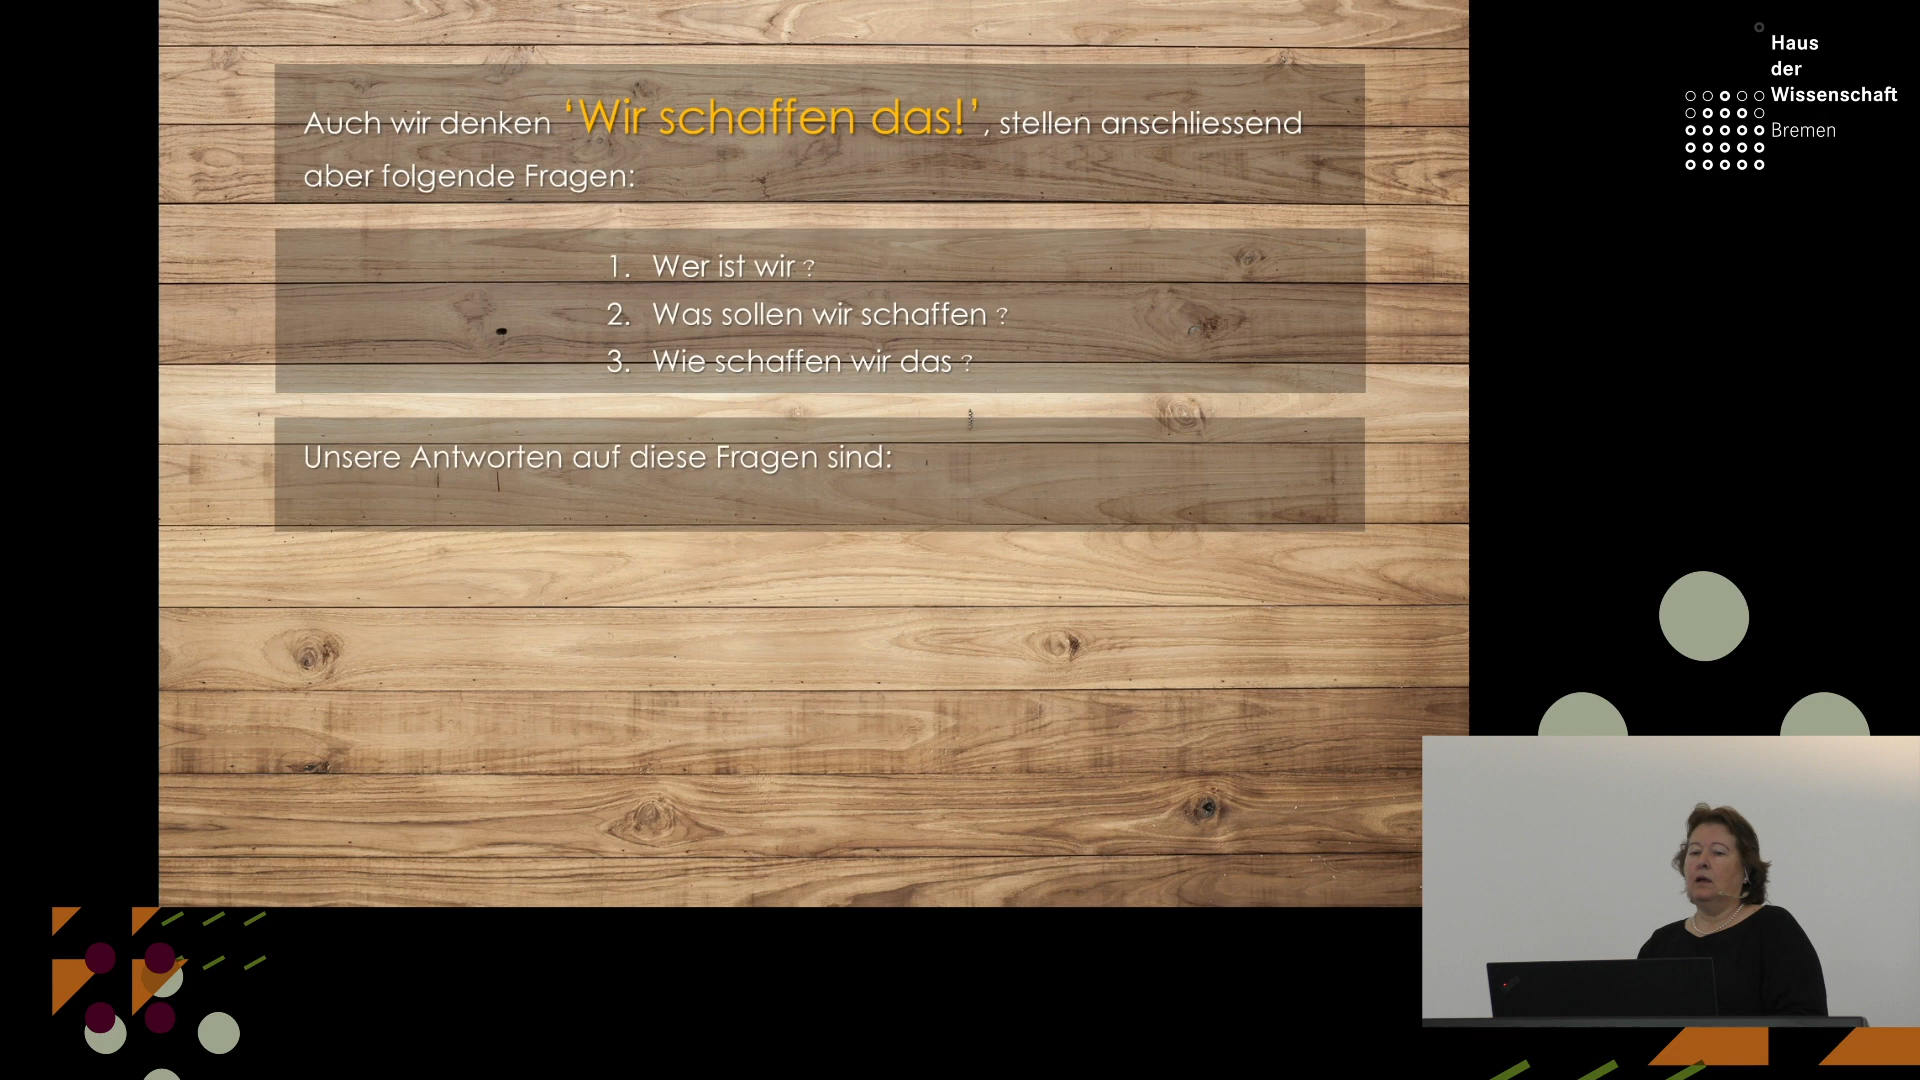 Auch wir denken ‘Wir schaffen das!’, stellen anschliessend
aber folgende Fragen:
1. Wer ist wir ?
2. Was sollen wir schaffen ?
3. Wie schaffen wir das ?
Unsere Antworten auf diese Fragen sind:
Haus
der
Wissenschaft
Bremen